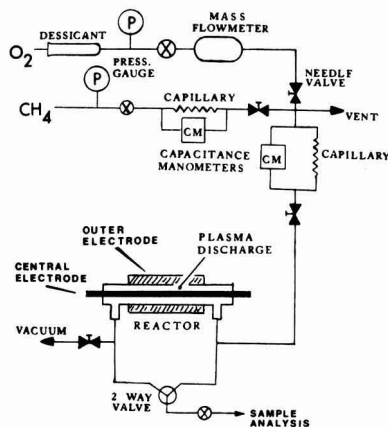 DESSICANT
MASS
FLOWMETER
P
O2
PRESS.
GAUGE
NEEDLF
VALVE
P
CH4
CAPILLARY
VENT
CM
CAPACITANCE
MANOMETERS
CM
CAPILLARY
OUTER
ELECTRODE
PLASMA
DISCHARGE
CENTRAL
ELECTRODE
REACTOR
VACUUM
2 WAY
VALVE
SAMPLE
ANALYSIS